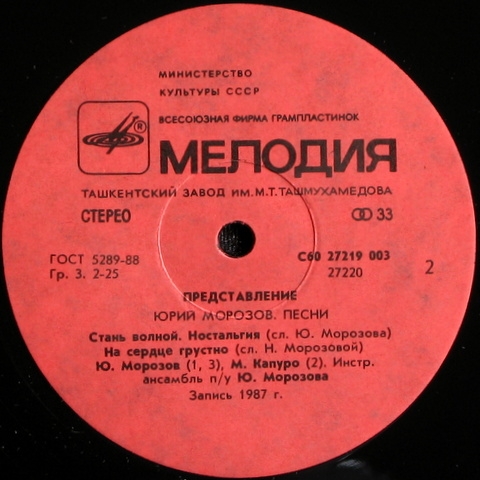 МИНИСТЕРСТВО
КУЛЬТУРЫ СССР
ВСЕСОЮЗНАЯ ФИРМА ГРАМПЛАСТИНОК
®
МЕЛОДИЯ
ТАШКЕНТСКИЙ ЗАВОД ИМ. М.Т. ТАШМУХАМЕДОВА
СТЕРЕО 33
ГОСТ 5289-88 С60 27219 003
Гр. 3. 2-25 27220 2
ПРЕДСТАВЛЕНИЕ
ЮРИЙ МОРОЗОВ. ПЕСНИ
Стань волной. Ностальгия (сл. Ю. Морозова)
На сердце грустно (сл. Н. Морозовой)
Ю. Морозов (1, 3), М. Капуро (2). Инстр.
ансамбль п/у Ю. Морозова
Запись 1987 г.